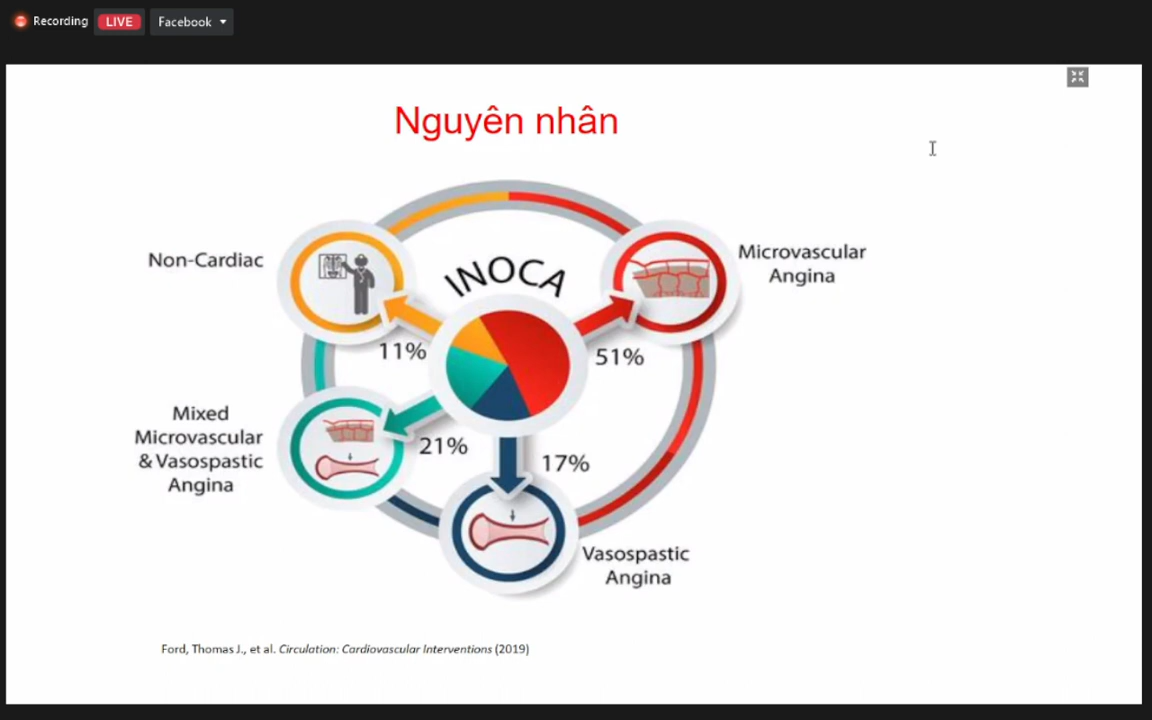 Recording
LIVE
Facebook
Nguyên nhân
Non-Cardiac
INOCA
Microvascular
Angina
11%
51%
Mixed
Microvascular
& Vasospastic
Angina
21%
17%
Vasospastic
Angina
Ford, Thomas J., et al. Circulation: Cardiovascular Interventions (2019)